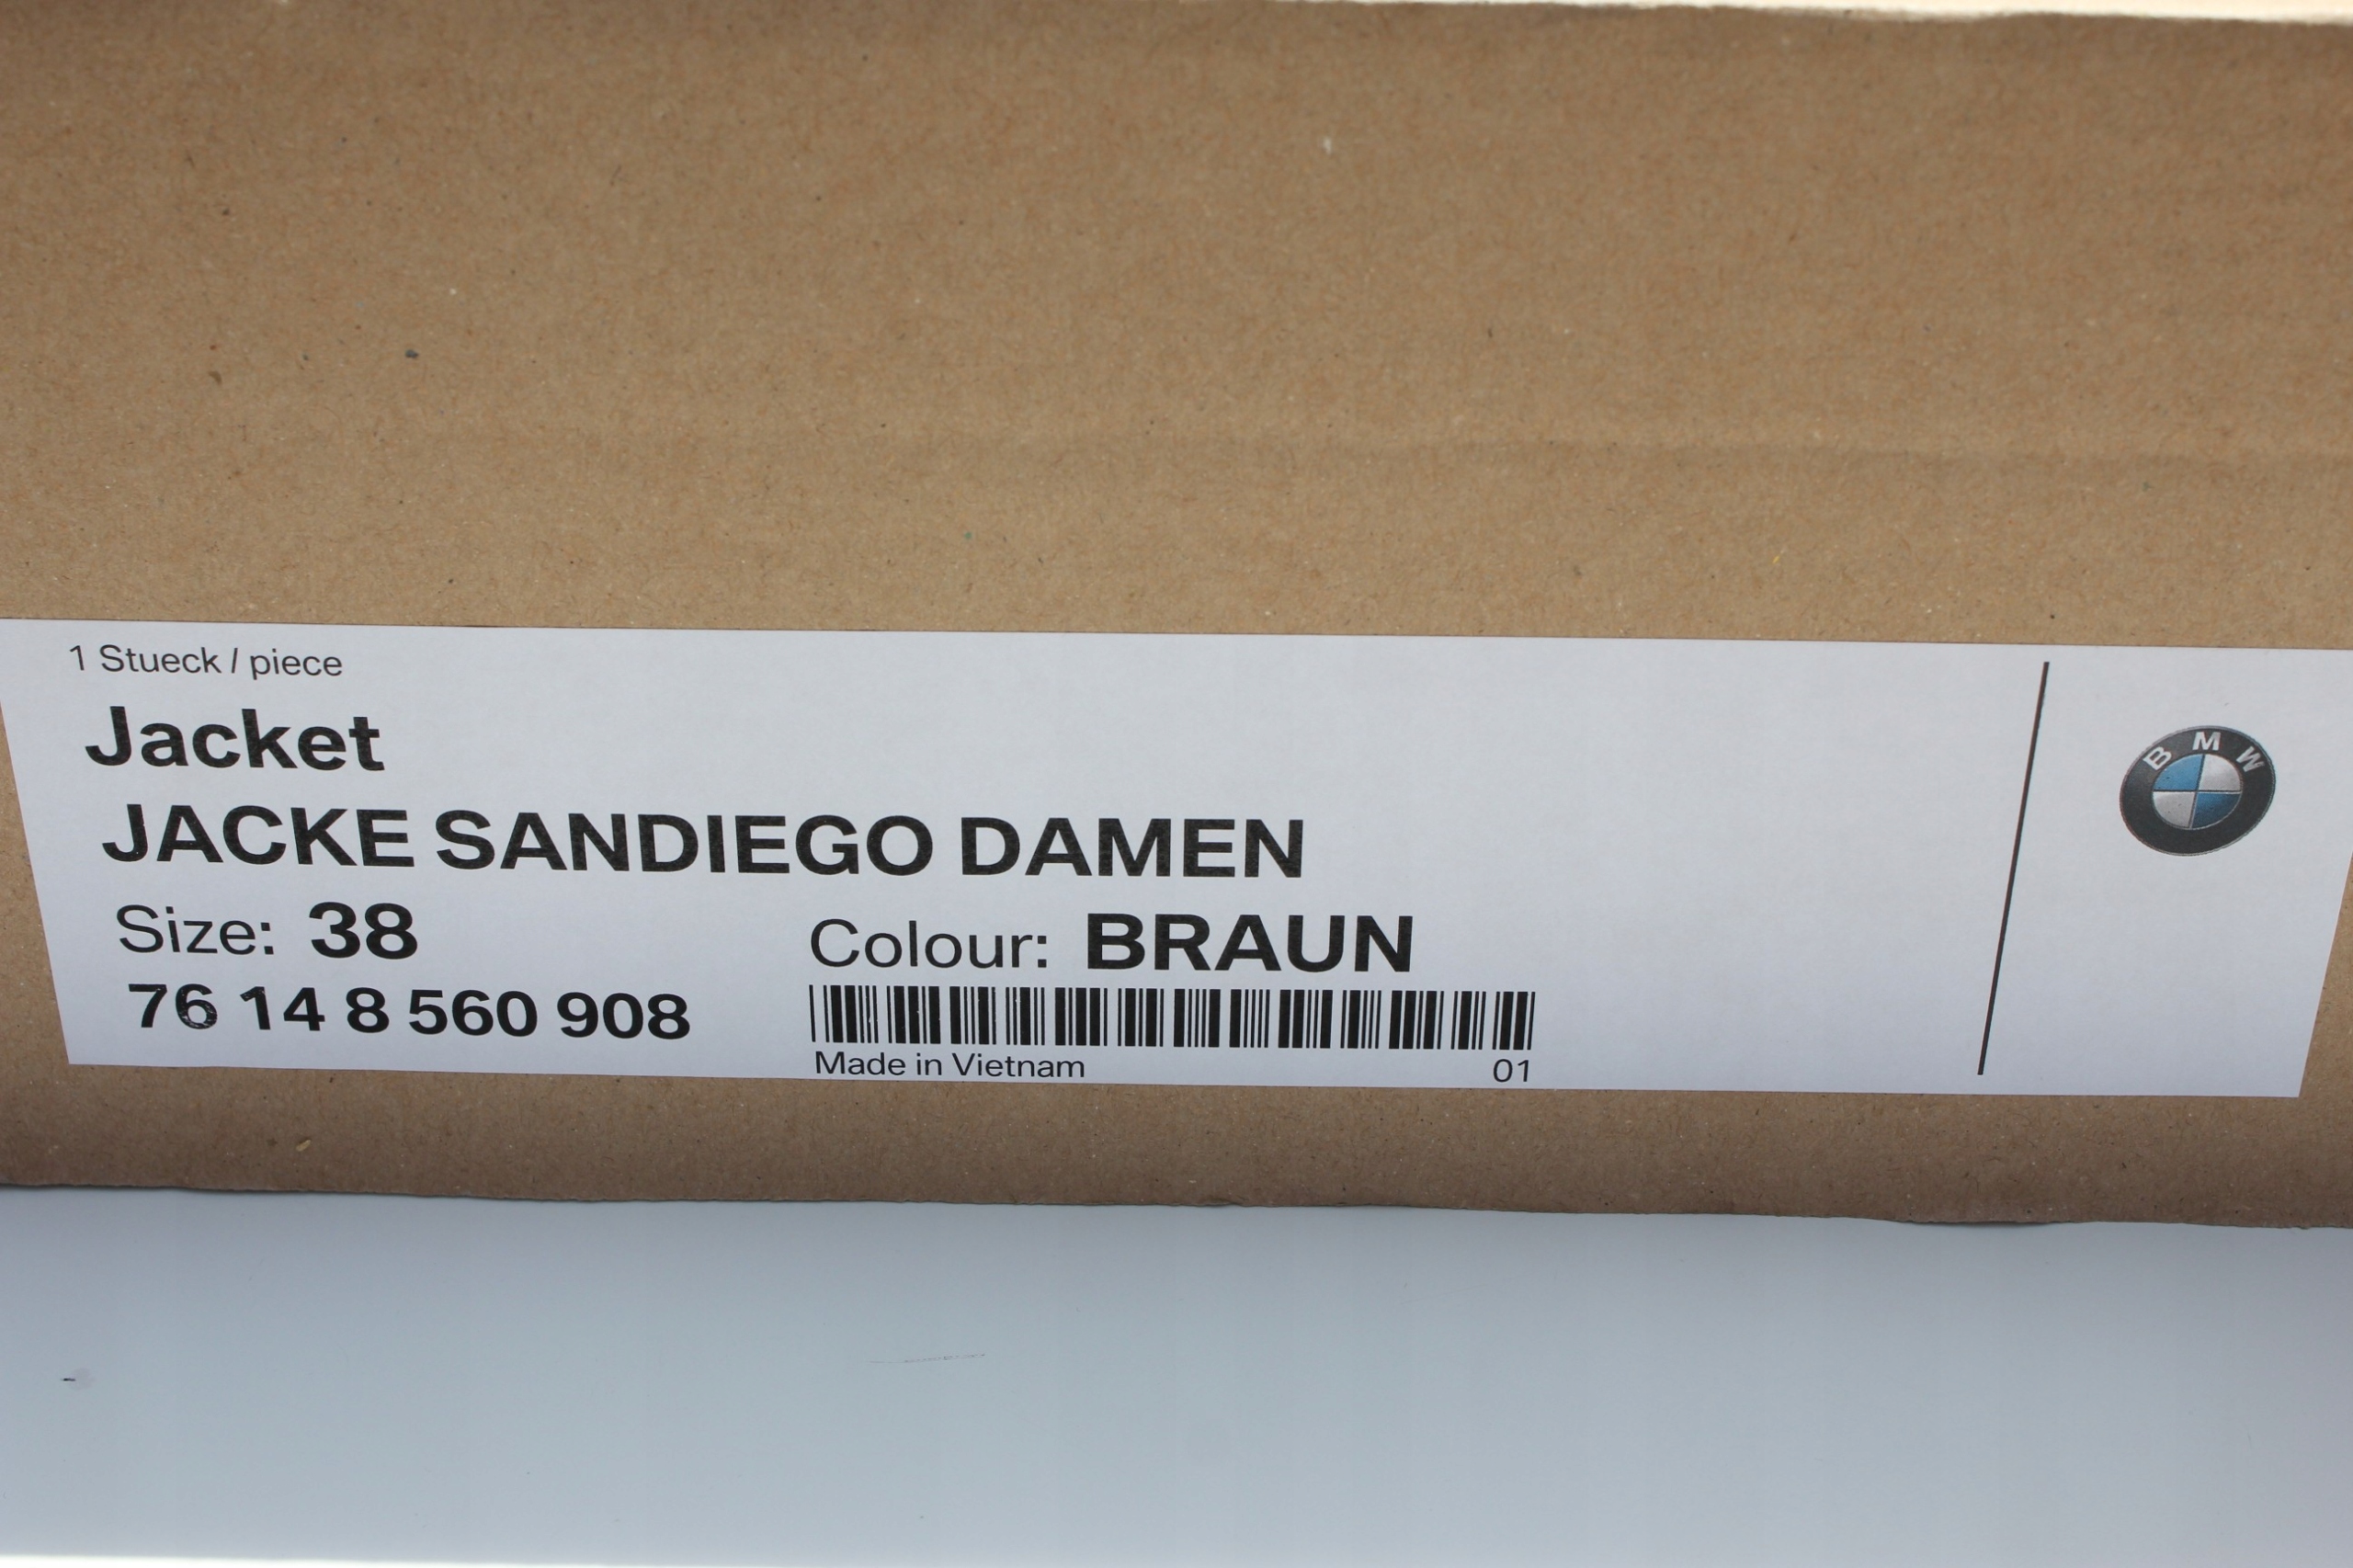 1 Stueck / piece
Jacket
JACKE SANDIEGO DAMEN
Size: 38 Colour: BRAUN
76 14 8 560 908
Made in Vietnam 01
BMW